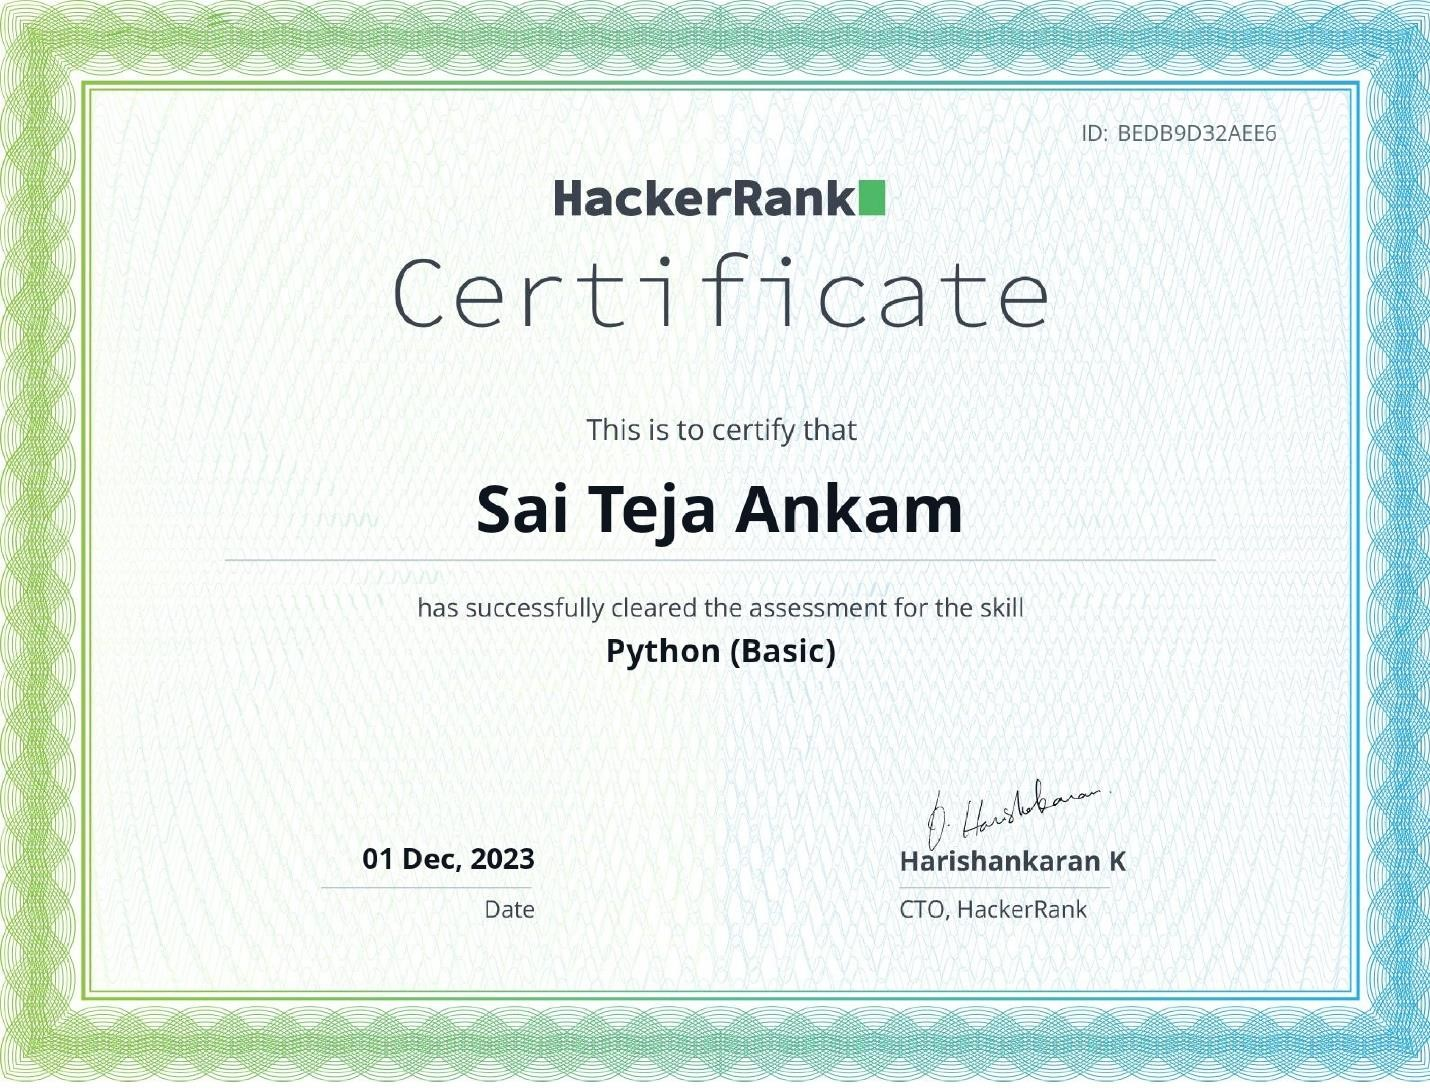 ID: BEDB9D32AEE6
HackerRank
Certificate
This is to certify that
Sai Teja Ankam
has successfully cleared the assessment for the skill
Python (Basic)
01 Dec, 2023
Date
Harishankaran K
CTO, HackerRank